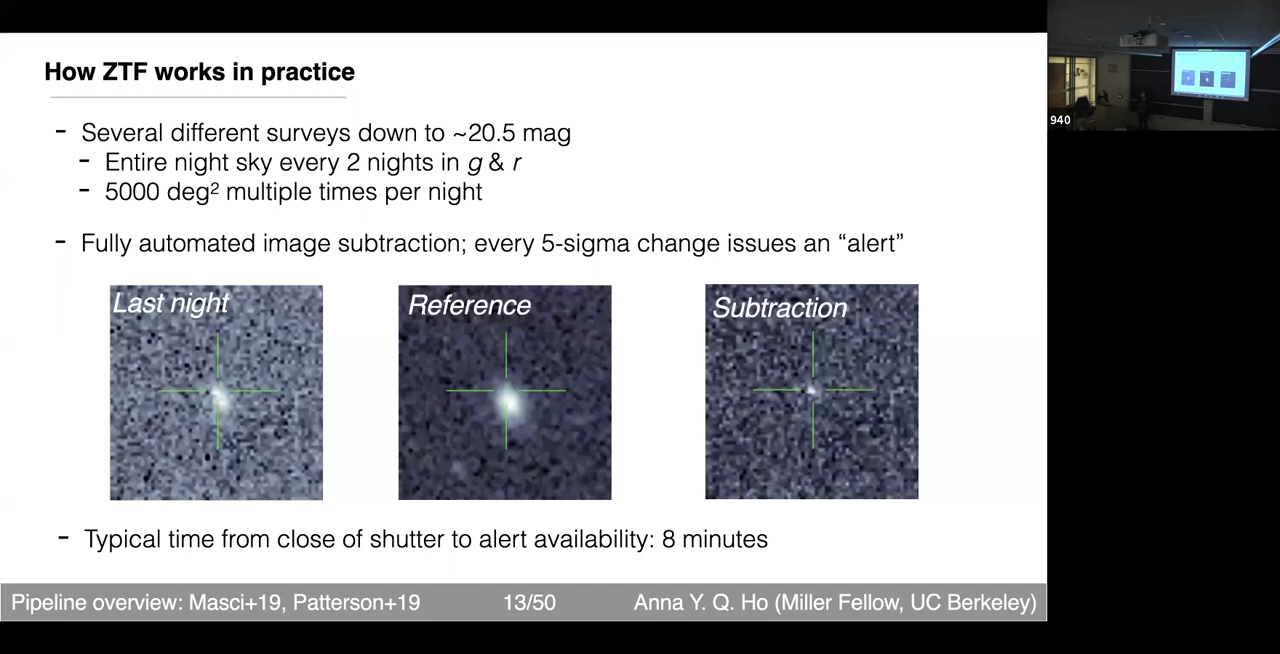 How ZTF works in practice
- Several different surveys down to ~20.5 mag
- Entire night sky every 2 nights in g & r
- 5000 deg² multiple times per night
- Fully automated image subtraction; every 5-sigma change issues an “alert”
Last night
Reference
Subtraction
- Typical time from close of shutter to alert availability: 8 minutes
Pipeline overview: Masci+19, Patterson+19
13/50
Anna Y. Q. Ho (Miller Fellow, UC Berkeley)
940